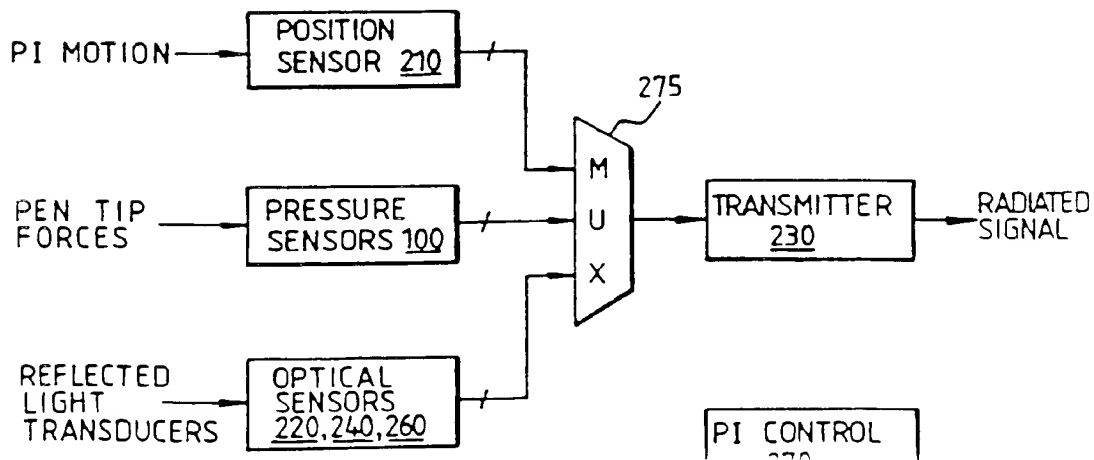 PI MOTION
POSITION
SENSOR 210
275
PEN TIP
FORCES
PRESSURE
SENSORS 100
M
U
X
TRANSMITTER
230
RADIATED
SIGNAL
REFLECTED
LIGHT
TRANSDUCERS
OPTICAL
SENSORS
220, 240, 260
PI CONTROL